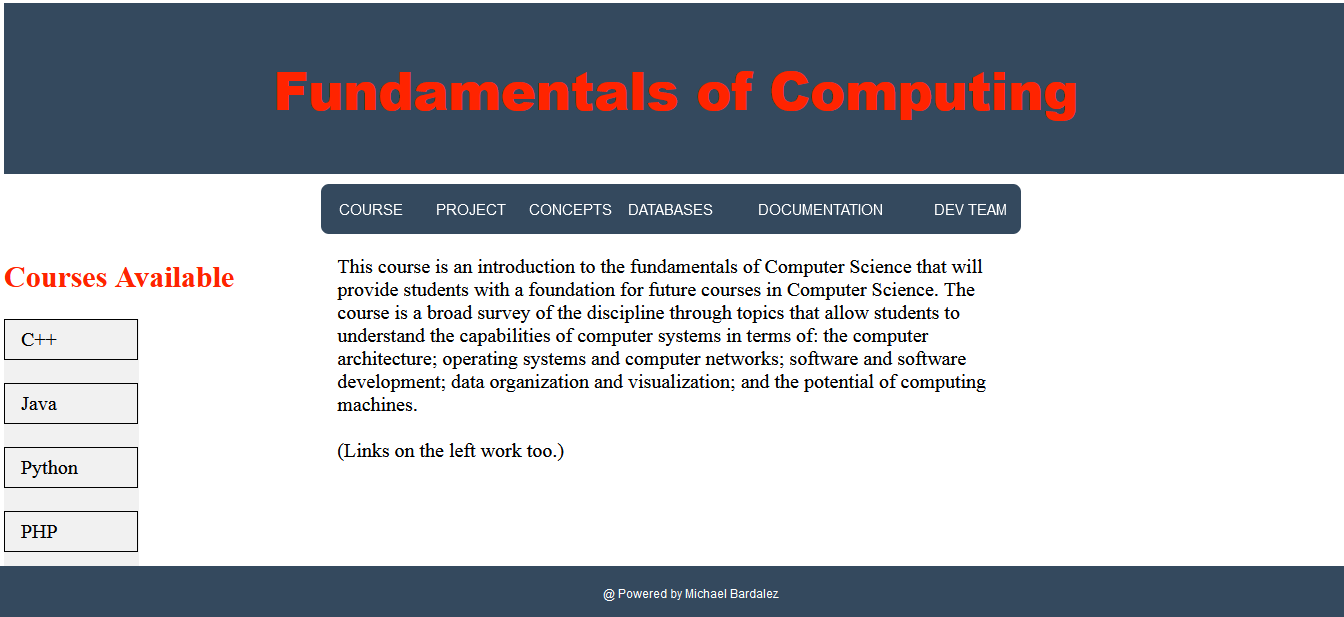 Fundamentals of Computing
COURSE PROJECT CONCEPTS DATABASES DOCUMENTATION DEV TEAM
Courses Available
C++
Java
Python
PHP
This course is an introduction to the fundamentals of Computer Science that will
provide students with a foundation for future courses in Computer Science. The
course is a broad survey of the discipline through topics that allow students to
understand the capabilities of computer systems in terms of: the computer
architecture; operating systems and computer networks; software and software
development; data organization and visualization; and the potential of computing
machines.
(Links on the left work too.)
@ Powered by Michael Bardalez